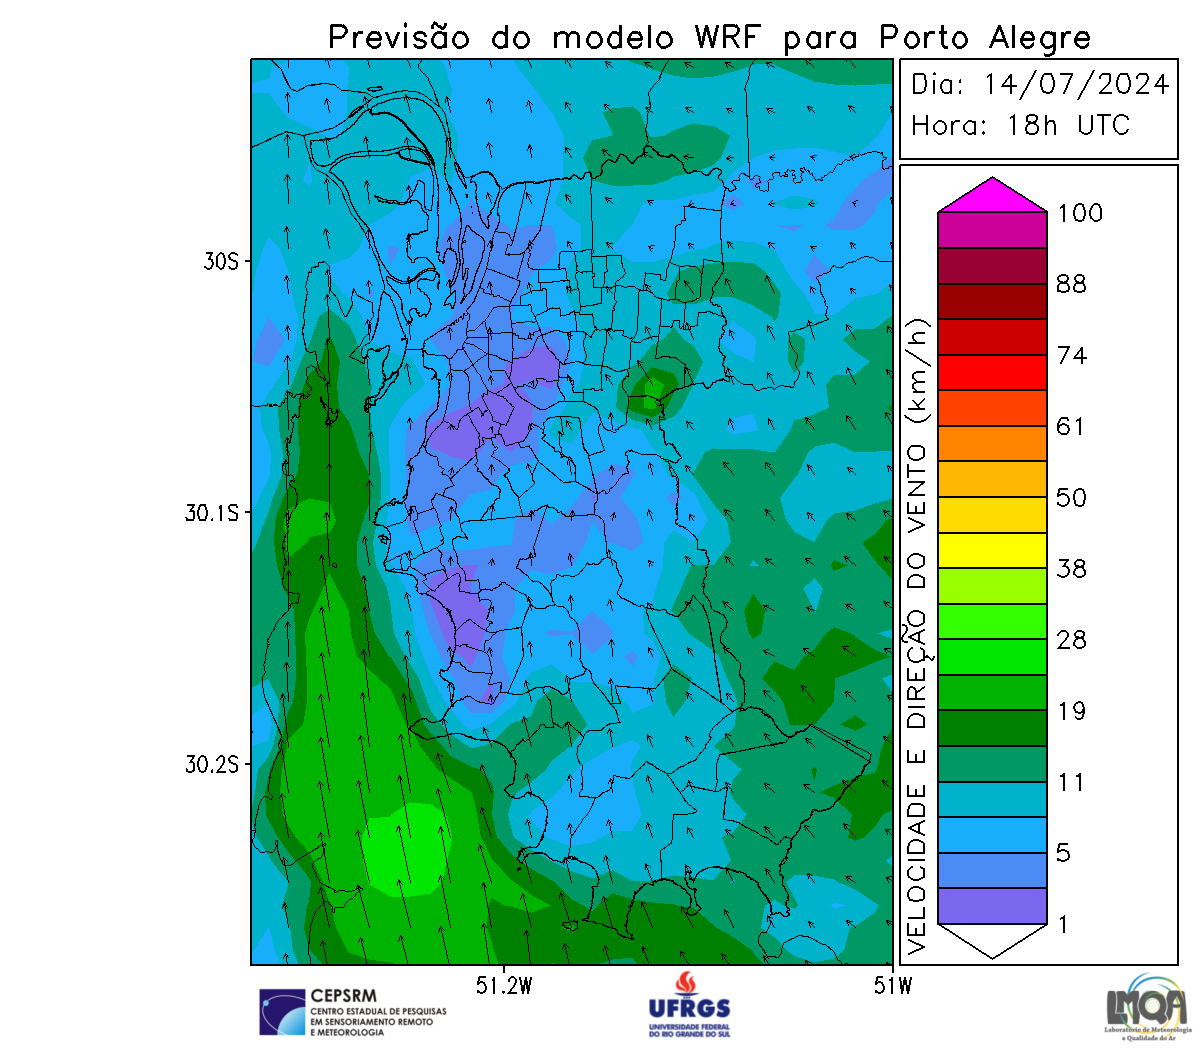 Previsão do modelo WRF para Porto Alegre
Dia: 14/07/2024
Hora: 18h UTC
30S
30.1S
30.2S
51.2W
51W
VELOCIDADE E DIREÇÃO DO VENTO (km/h)
100
88
74
61
50
38
28
19
11
5
1
CEPSRM
CENTRO ESTADUAL DE PESQUISAS
EM SENSORIAMENTO REMOTO
E METEOROLOGIA
UFRGS
UNIVERSIDADE FEDERAL
DO RIO GRANDE DO SUL
LMQA
Laboratório de Meteorologia
e Qualidade do Ar